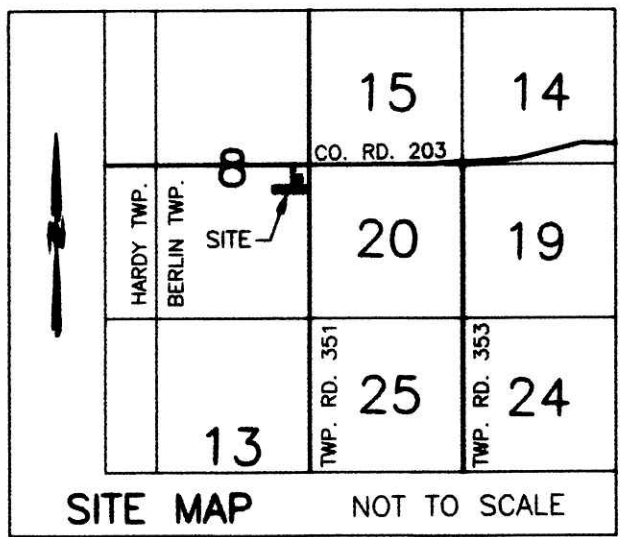 15
14
CO. RD. 203
8
HARDY TWP.
BERLIN TWP.
SITE
20
19
TWP. RD. 351
TWP. RD. 353
25
24
13
SITE MAP
NOT TO SCALE